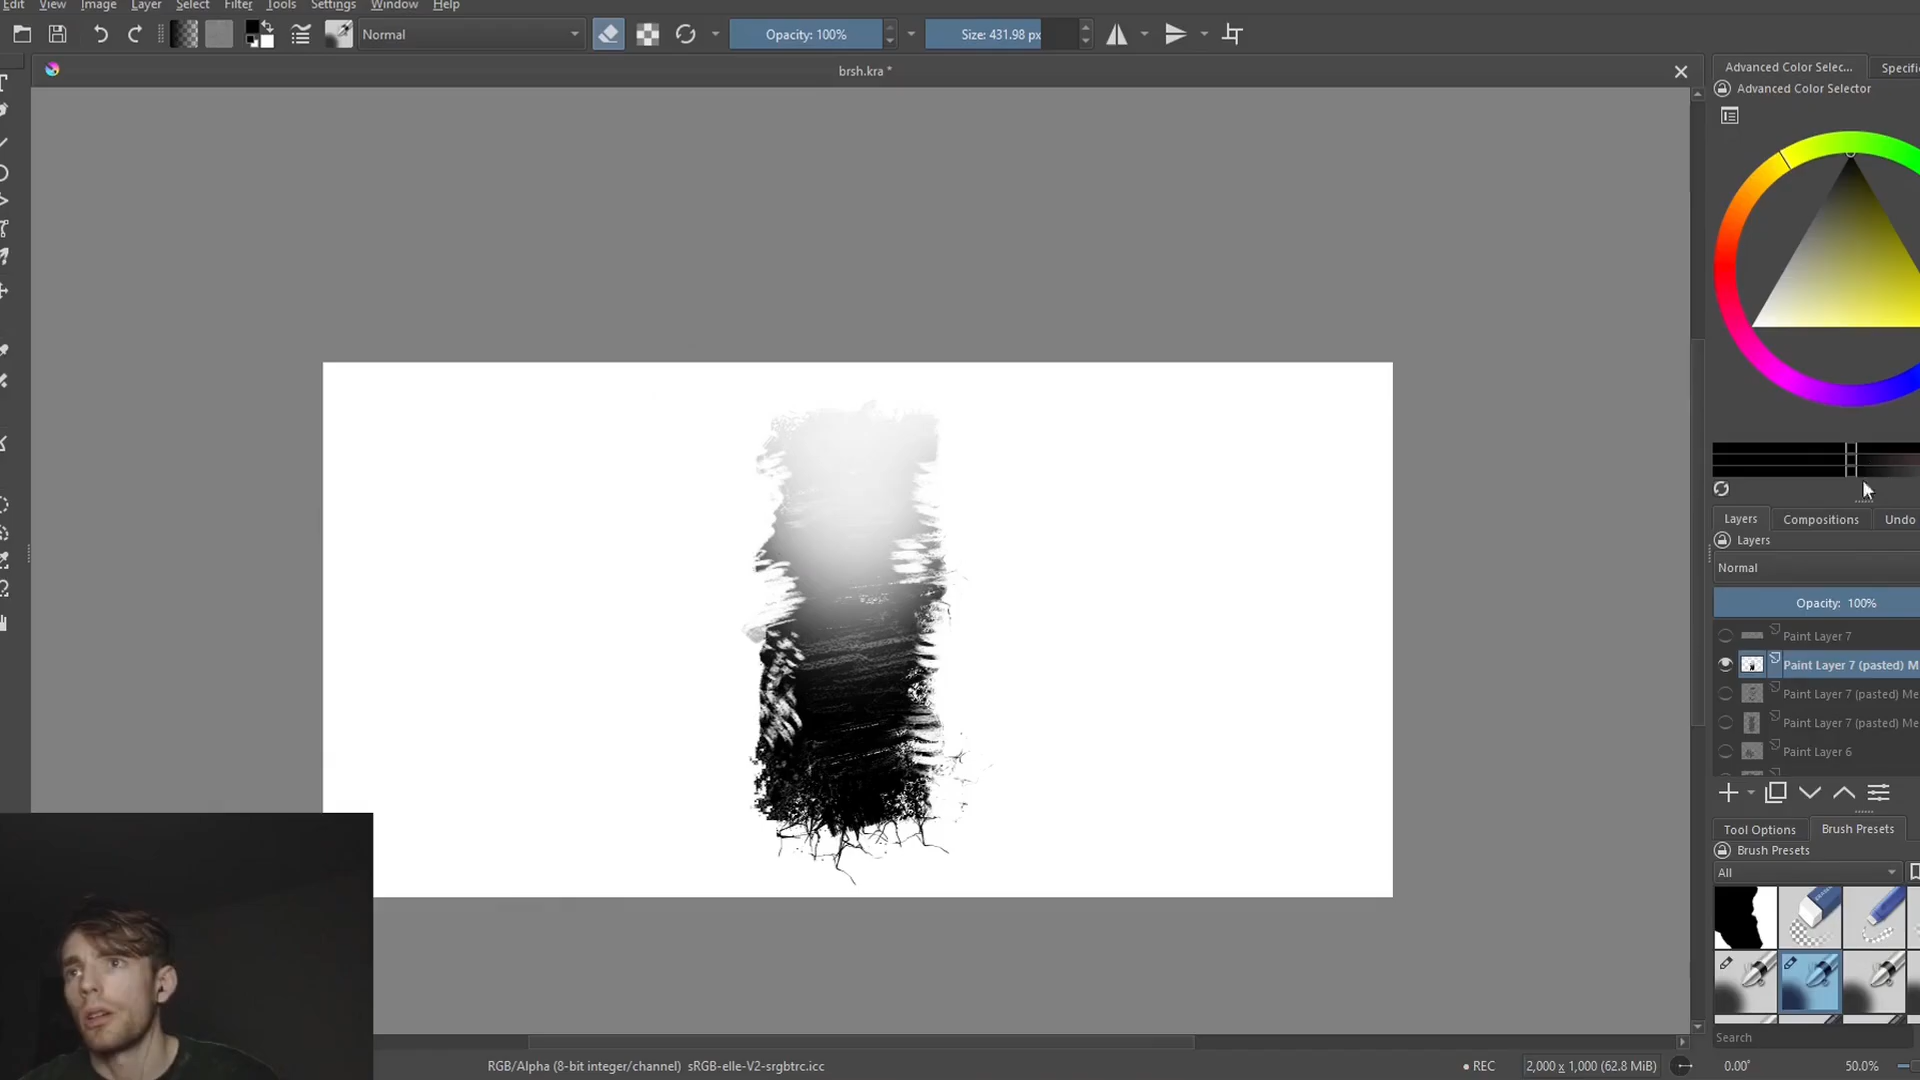 Edit View Image Layer Select Filter Tools Settings Window Help
Normal
Opacity: 100%
Size: 431.98 px
brsh.kra *
Advanced Color Selec...
Specifi
Advanced Color Selector
Layers
Compositions
Undo
Layers
Normal
Opacity: 100%
Paint Layer 7
Paint Layer 7 (pasted) M
Paint Layer 7 (pasted) Me
Paint Layer 7 (pasted) Me
Paint Layer 6
Tool Options
Brush Presets
Brush Presets
All
Search
RGB/Alpha (8-bit integer/channel) sRGB-elle-V2-srgbtrc.icc
• REC
2,000 x 1,000 (62.8 MiB)
0.00°
50.0%